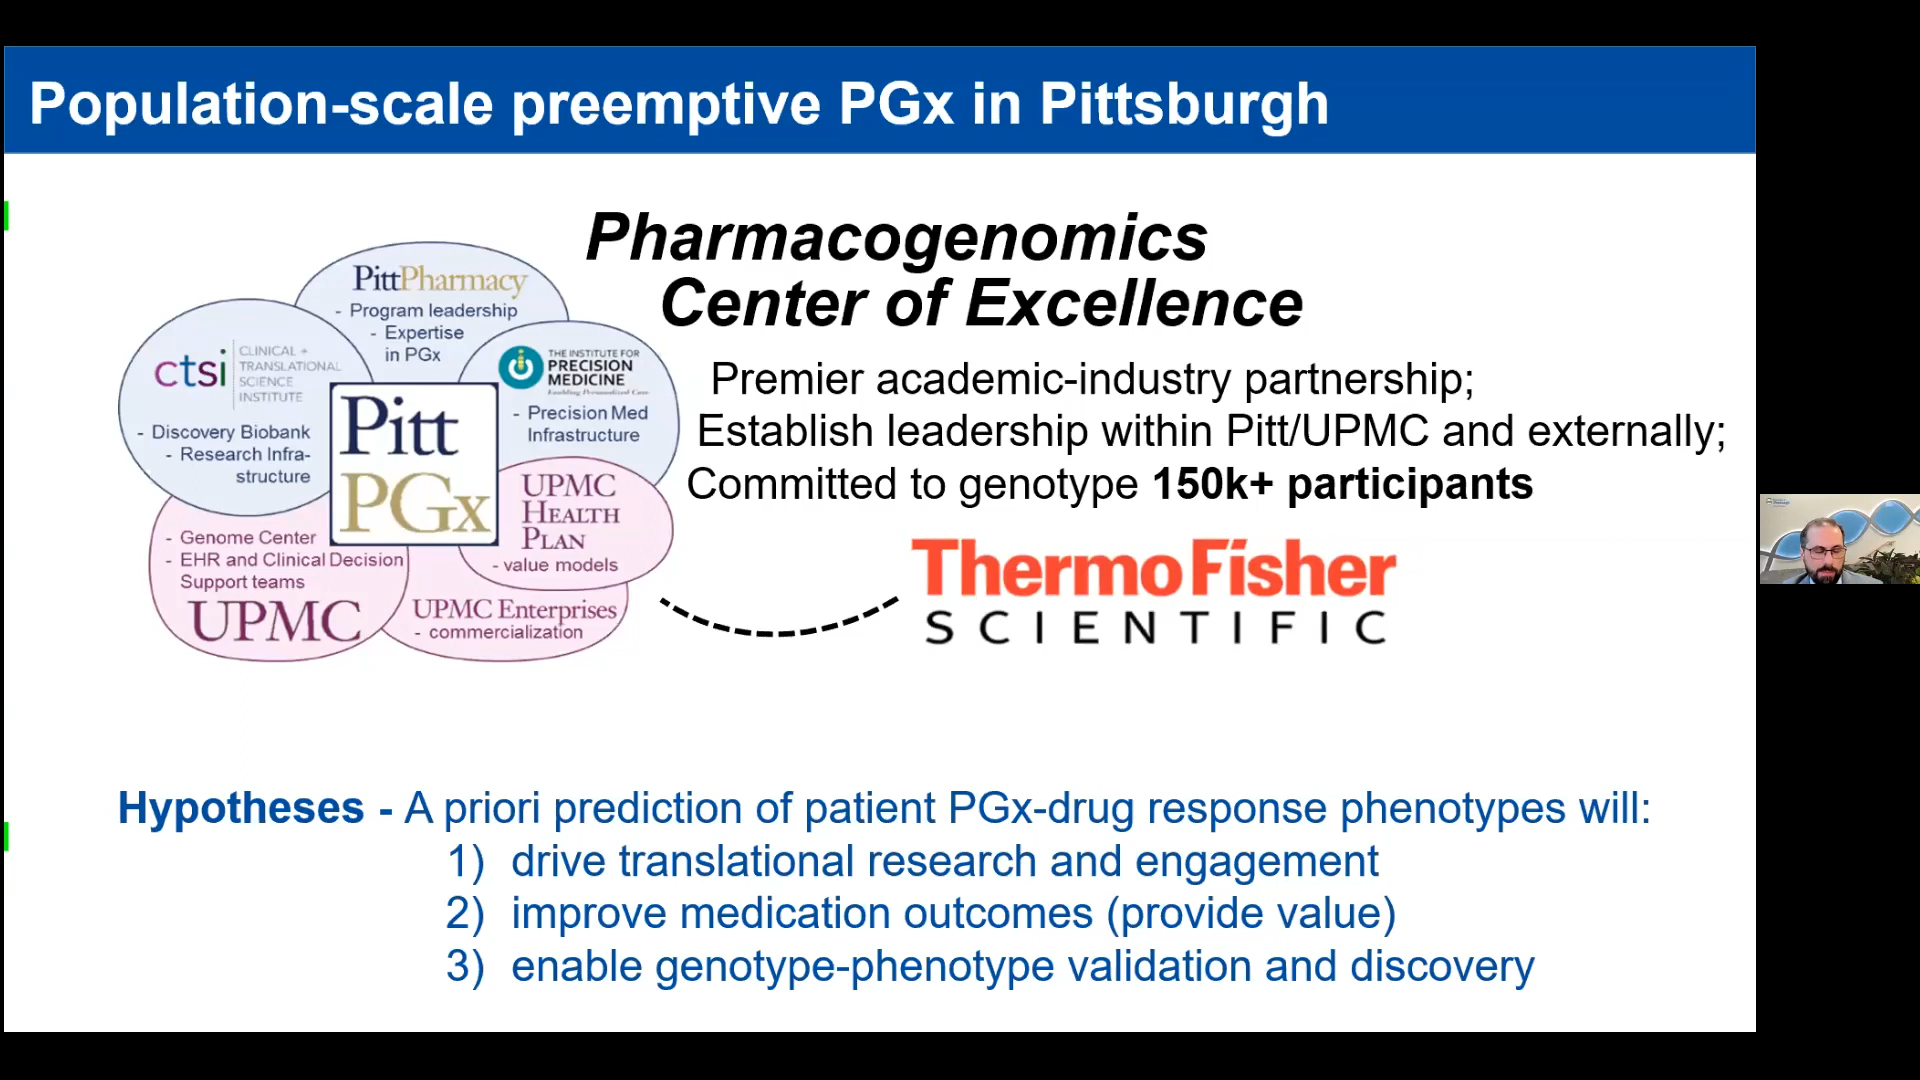 Population-scale preemptive PGx in Pittsburgh
Pharmacogenomics
Center of Excellence
Premier academic-industry partnership;
Establish leadership within Pitt/UPMC and externally;
Committed to genotype 150k+ participants
PittPharmacy
- Program leadership
- Expertise
in PGx
ctsi
CLINICAL +
TRANSLATIONAL
SCIENCE
INSTITUTE
- Discovery Biobank
- Research Infra-
structure
THE INSTITUTE FOR
PRECISION
MEDICINE
Enabling Personalized Care
- Precision Med
Infrastructure
Pitt
PGx
UPMC
HEALTH
PLAN
- value models
- Genome Center
- EHR and Clinical Decision
Support teams
UPMC
UPMC Enterprises
- commercialization
ThermoFisher
SCIENTIFIC
Hypotheses - A priori prediction of patient PGx-drug response phenotypes will:
1) drive translational research and engagement
2) improve medication outcomes (provide value)
3) enable genotype-phenotype validation and discovery